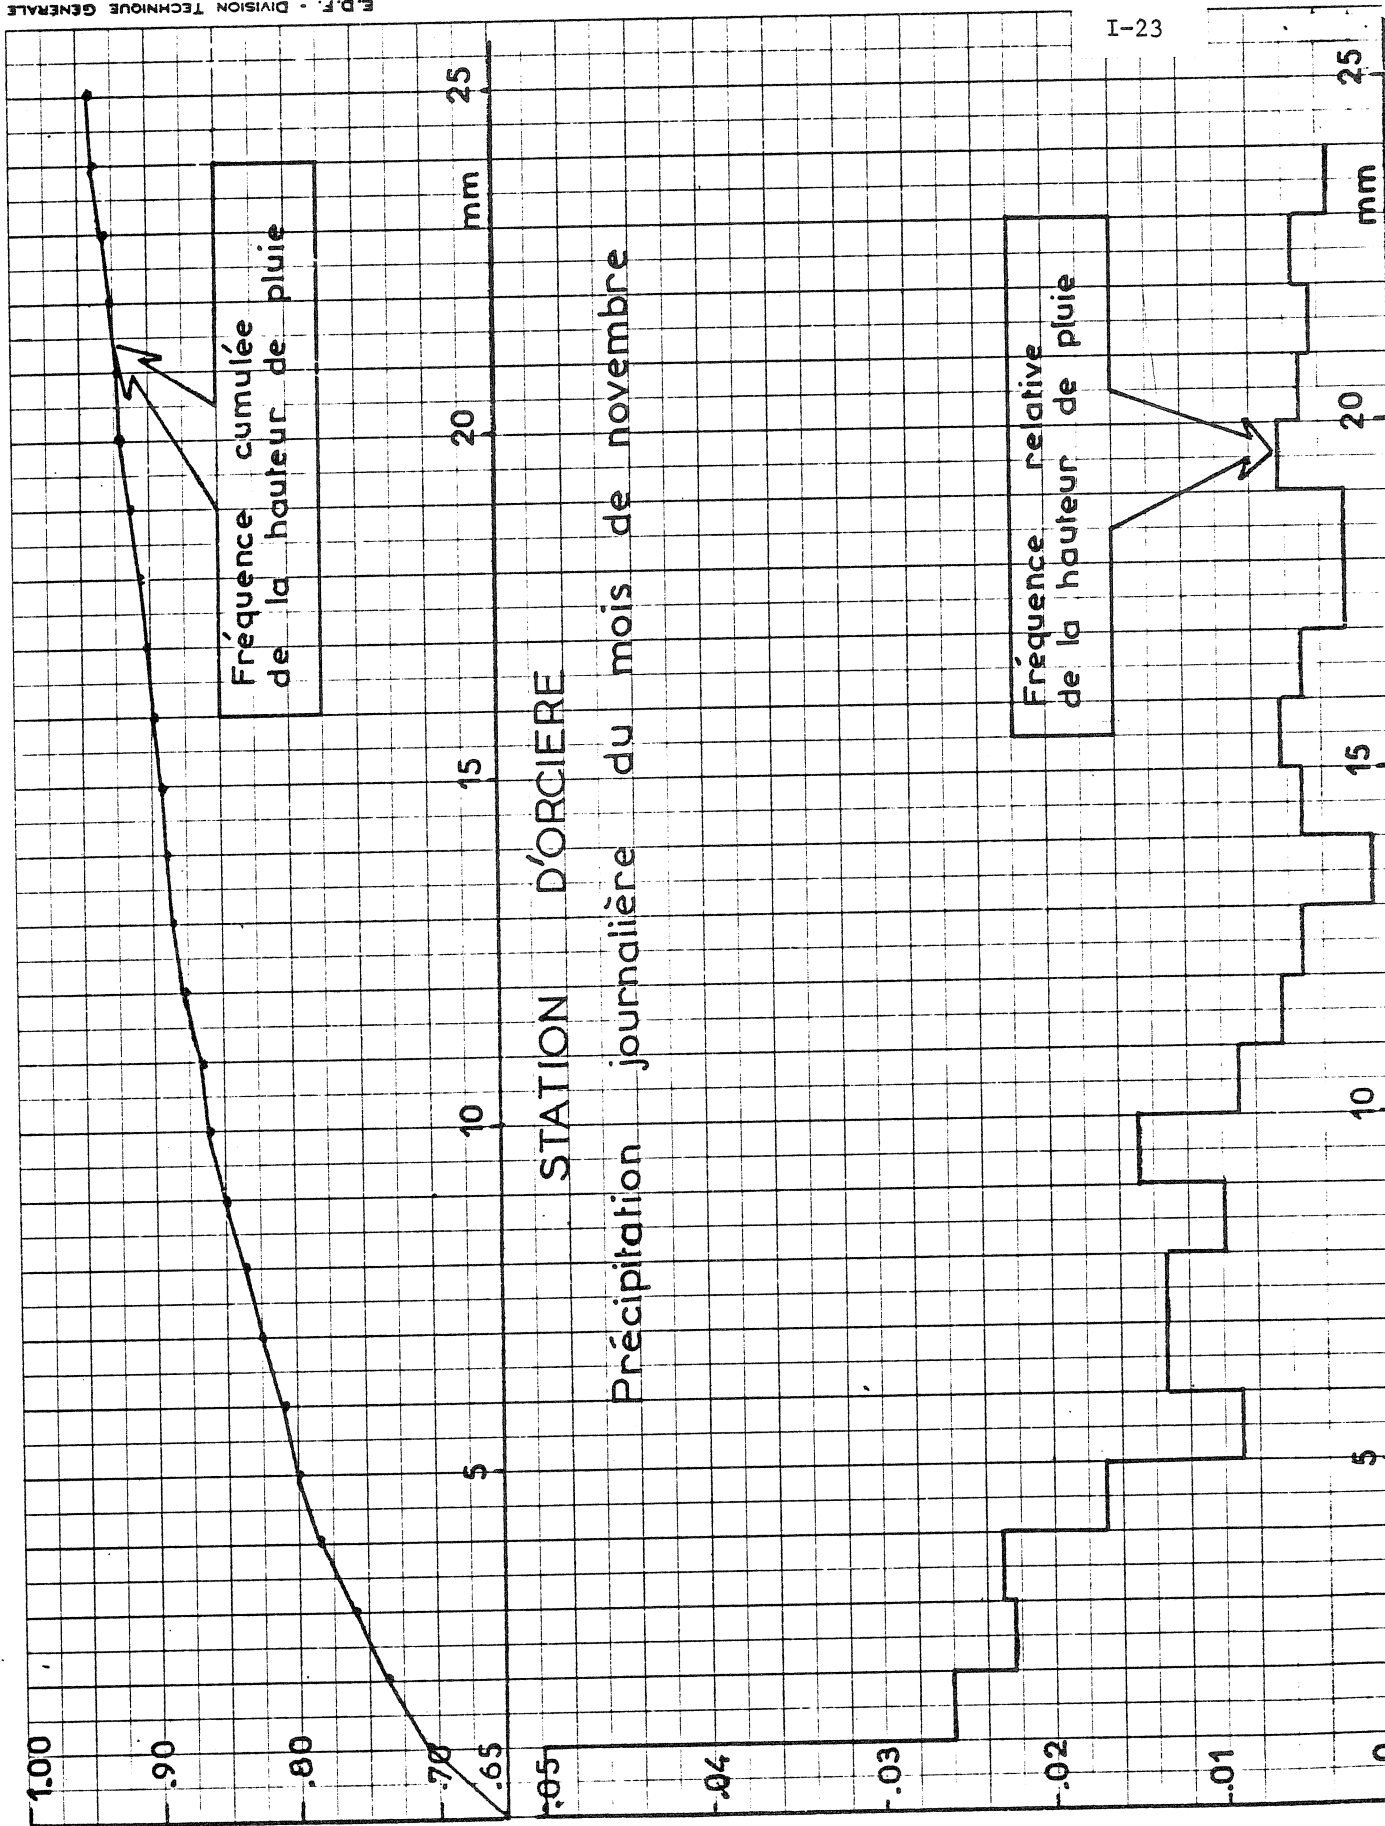 I-23
E.D.F. - DIVISION TECHNIQUE GÉNÉRALE
1.00
.90
.80
.70
.65
5
10
15
20
mm
25
Fréquence cumulée
de la hauteur de pluie
STATION D'ORCIERE
Précipitation journalière du mois de novembre
.05
.04
.03
.02
.01
0
5
10
15
20
mm
25
Fréquence relative
de la hauteur de pluie